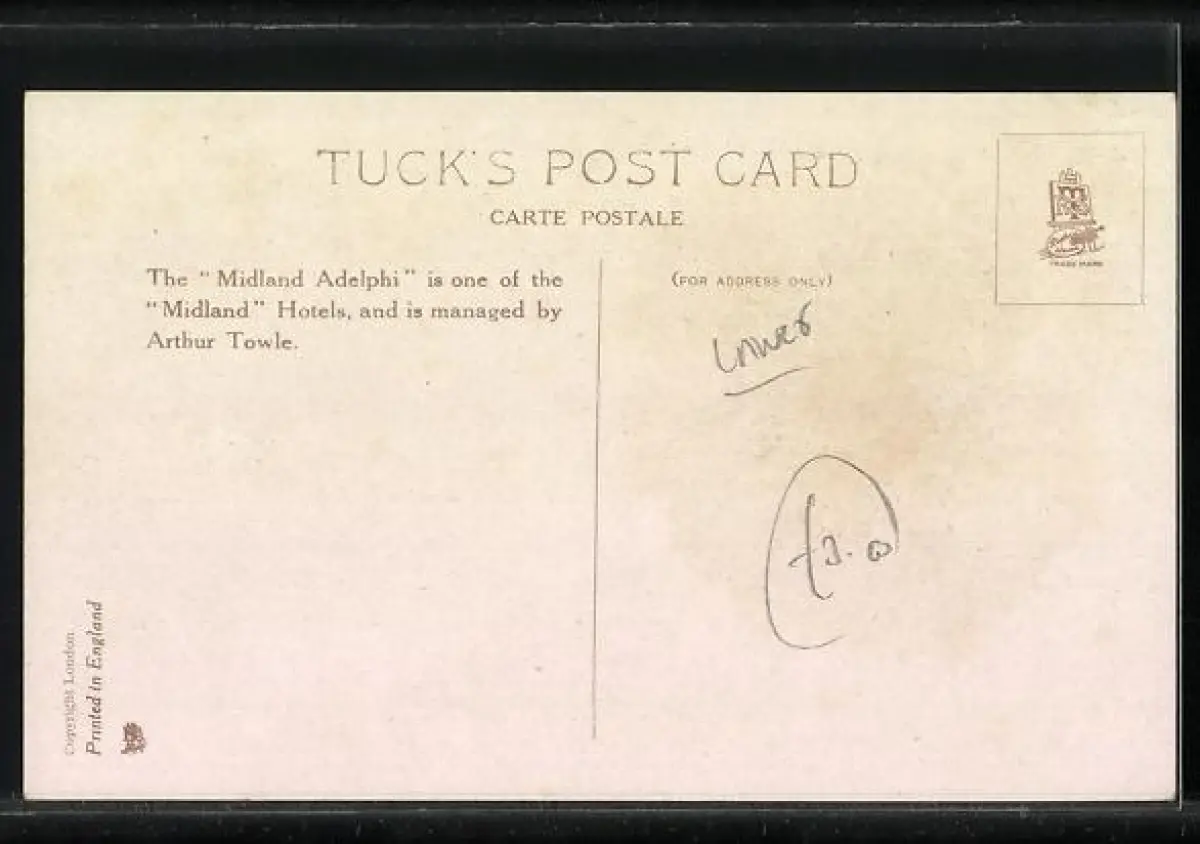 TUCK'S POST CARD
CARTE POSTALE
The "Midland Adelphi" is one of the
"Midland" Hotels, and is managed by
Arthur Towle.
(FOR ADDRESS ONLY)
TRADE MARK
Copyright London
Printed in England